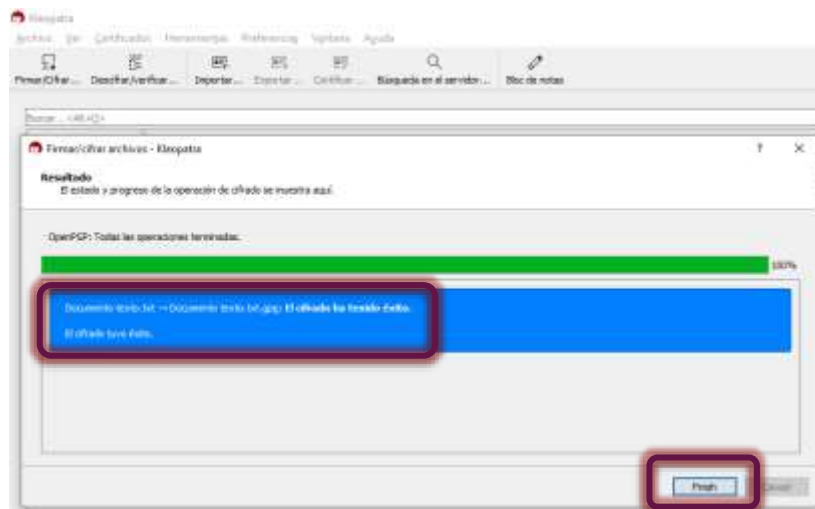 Kleopatra
Archivo Ver Certificados Herramientas Ventana Ayuda
Firmar/Cifrar... Descifrar/Verificar... Importar... Exportar... Certificar... Búsqueda en el servidor... Bloc de notas
Buscar... <Alt+Q>
Firmar/cifrar archivos - Kleopatra ? ×
Resultado
El estado y progreso de la operación de cifrado se muestra aquí.
OpenPGP: Todas las operaciones terminadas.
100%
Documento texto.txt → Documento texto.txt.gpg: El cifrado ha tenido éxito.
El cifrado tuvo éxito.
Finish Cancel